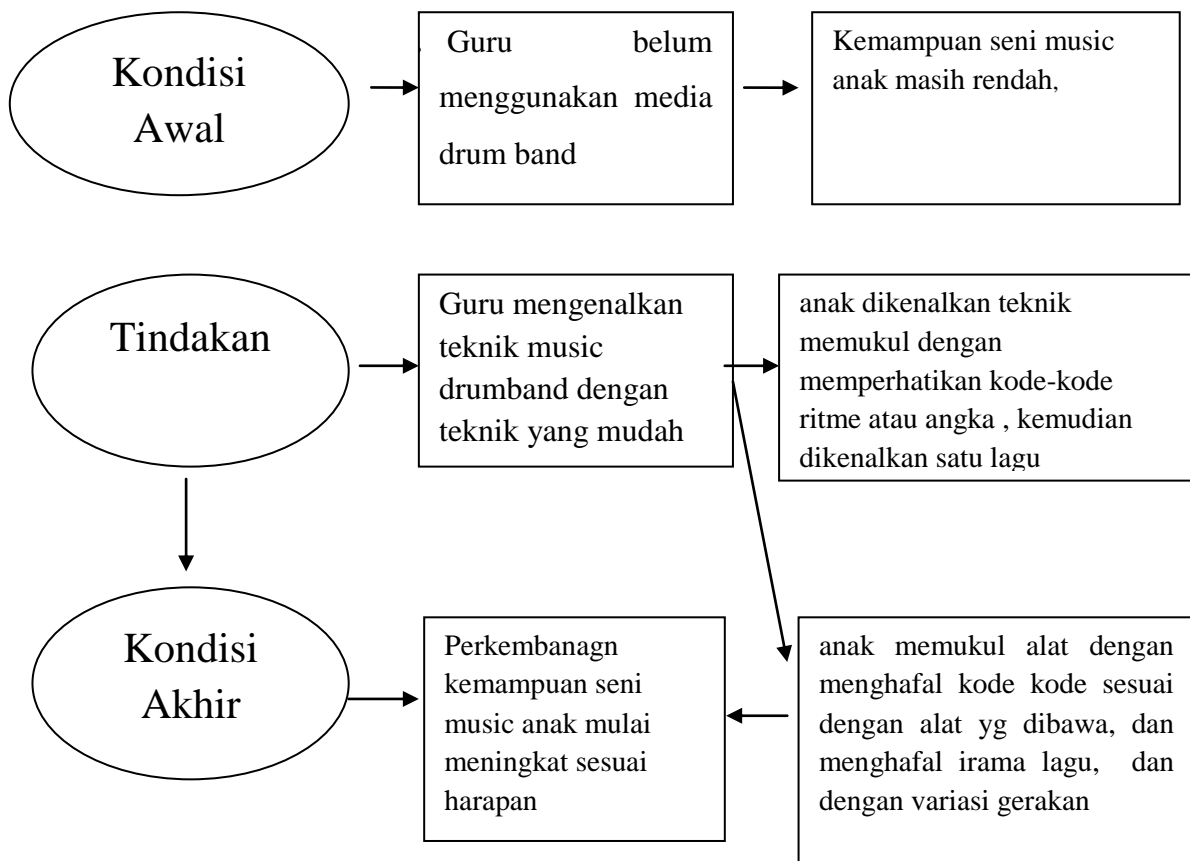 Kondisi
Awal
. Guru belum
menggunakan media
drum band
Kemampuan seni music
anak masih rendah,
Tindakan
Guru mengenalkan
teknik music
drumband dengan
teknik yang mudah
anak dikenalkan teknik
memukul dengan
memperhatikan kode-kode
ritme atau angka , kemudian
dikenalkan satu lagu
Kondisi
Akhir
Perkembanagn
kemampuan seni
music anak mulai
meningkat sesuai
harapan
anak memukul alat dengan
menghafal kode kode sesuai
dengan alat yg dibawa, dan
menghafal irama lagu, dan
dengan variasi gerakan